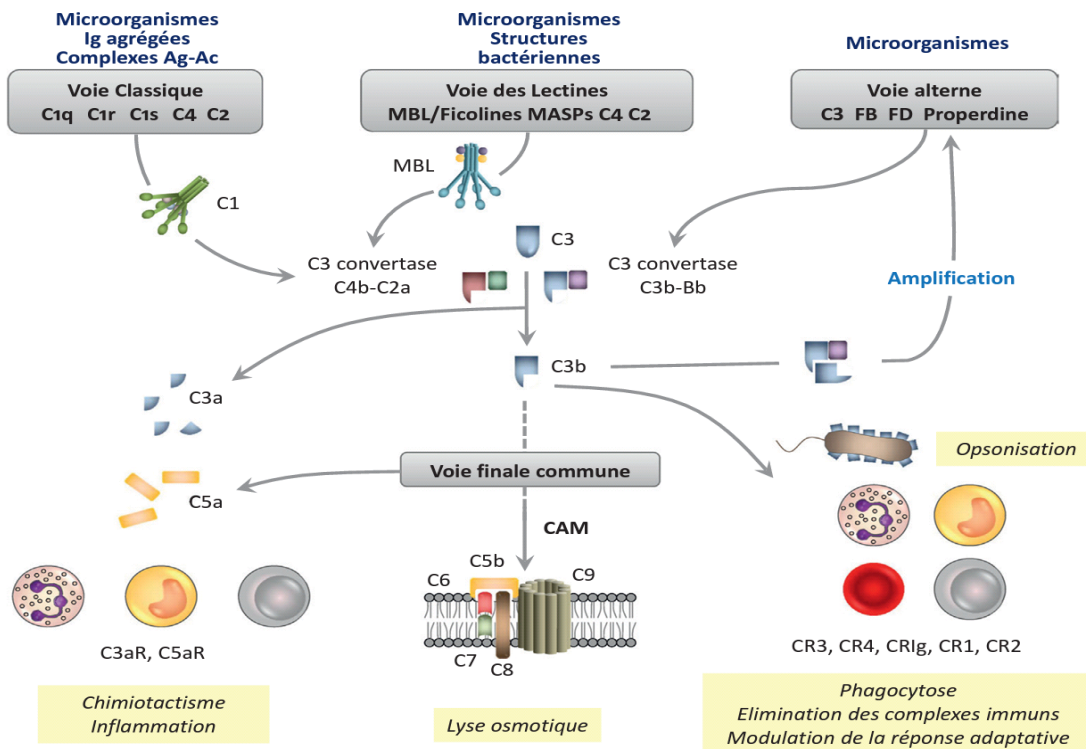 Microorganismes
Ig agrégées
Complexes Ag-Ac
Voie Classique
C1q C1r C1s C4 C2
Microorganismes
Structures
bactériennes
Voie des Lectines
MBL/Ficolines MASPs C4 C2
Microorganismes
Voie alterne
C3 FB FD Properdine
MBL
C1
C3
C3 convertase
C4b-C2a
C3 convertase
C3b-Bb
Amplification
C3b
C3a
Opsonisation
Voie finale commune
C5a
CAM
C5b
C6
C9
C7
C8
C3aR, C5aR
CR3, CR4, CRIg, CR1, CR2
Chimiotactisme
Inflammation
Lyse osmotique
Phagocytose
Elimination des complexes immuns
Modulation de la réponse adaptative